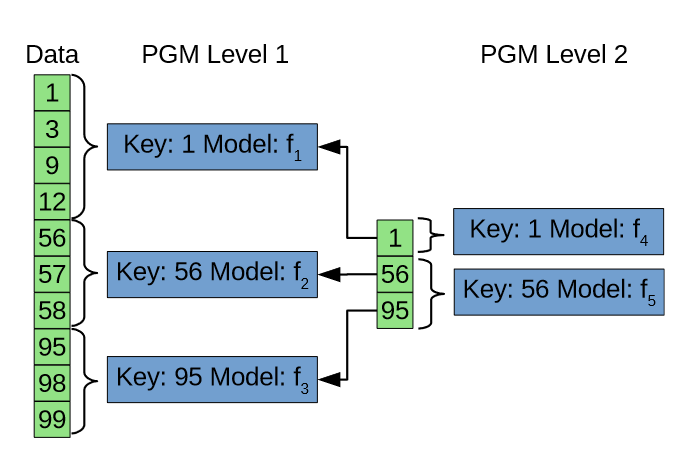 Data
PGM Level 1
PGM Level 2
1
3
9
12
56
57
58
95
98
99
Key: 1 Model: f1
Key: 56 Model: f2
Key: 95 Model: f3
1
56
95
Key: 1 Model: f4
Key: 56 Model: f5